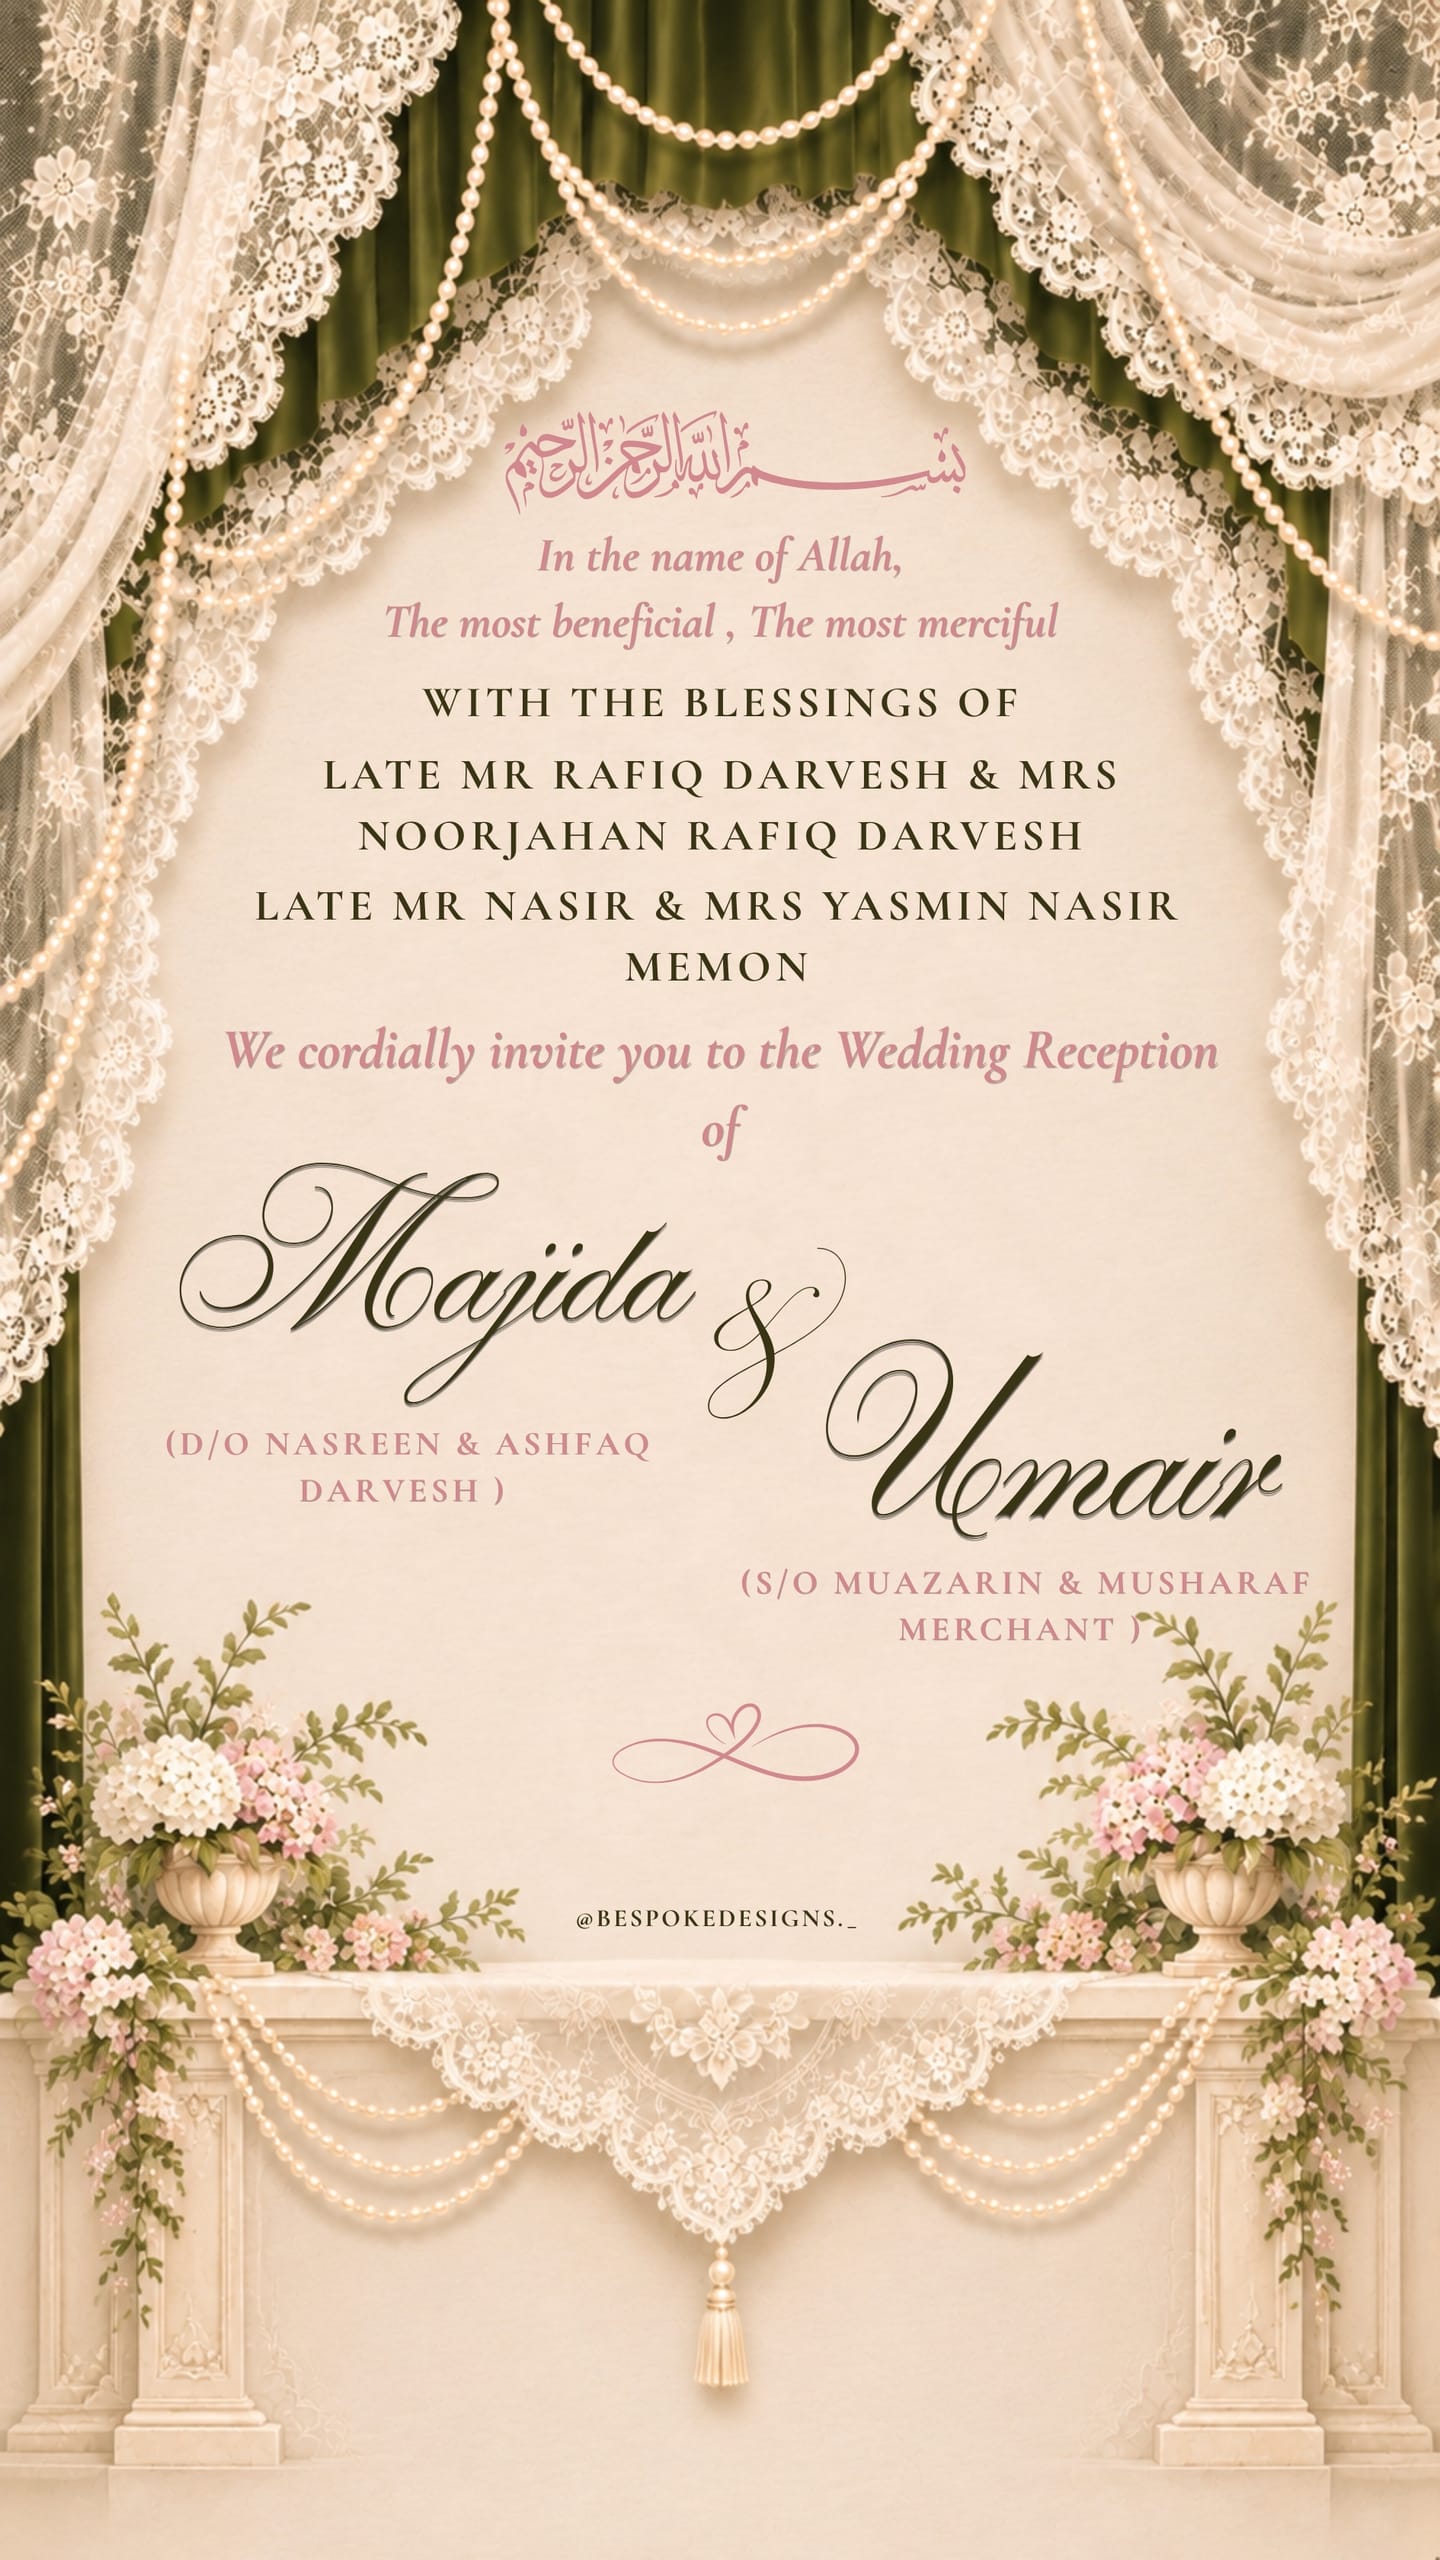 بسم الله الرحمن الرحيم
In the name of Allah,
The most beneficial , The most merciful
WITH THE BLESSINGS OF
LATE MR RAFIQ DARVESH & MRS
NOORJAHAN RAFIQ DARVESH
LATE MR NASIR & MRS YASMIN NASIR
MEMON
We cordially invite you to the Wedding Reception
of
Majida
&
Umair
(D/O NASREEN & ASHFAQ
DARVESH )
(S/O MUAZARIN & MUSHARAF
MERCHANT )
@BESPOKEDESIGNS._